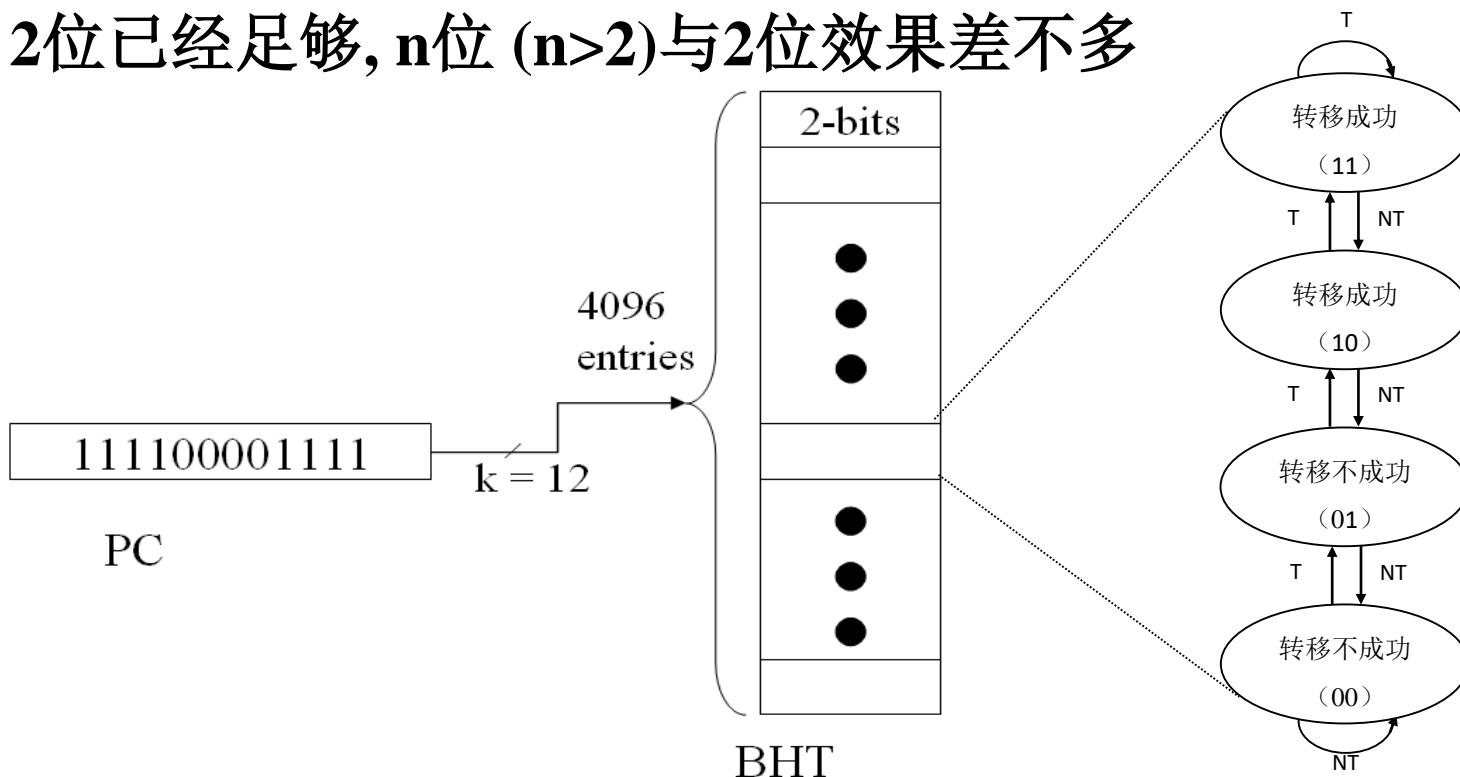 2位已经足够, n位 (n>2)与2位效果差不多
2-bits
4096
entries
111100001111
k = 12
PC
BHT
T
转移成功
（11）
T
NT
转移成功
（10）
T
NT
转移不成功
（01）
T
NT
转移不成功
（00）
NT